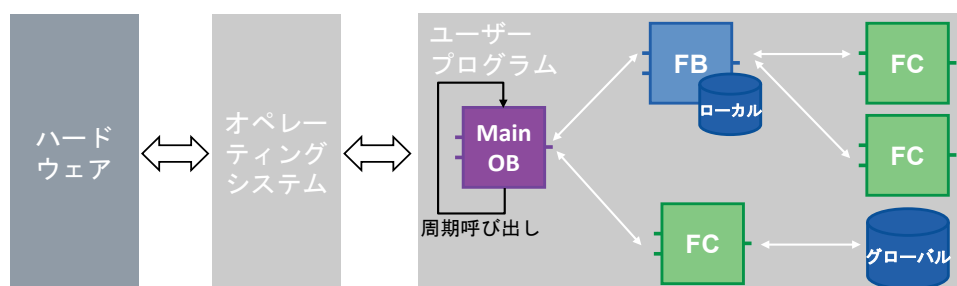 ハード
ウェア
オペレー
ティング
システム
ユーザー
プログラム
Main
OB
周期呼び出し
FB
ローカル
FC
FC
FC
グローバル